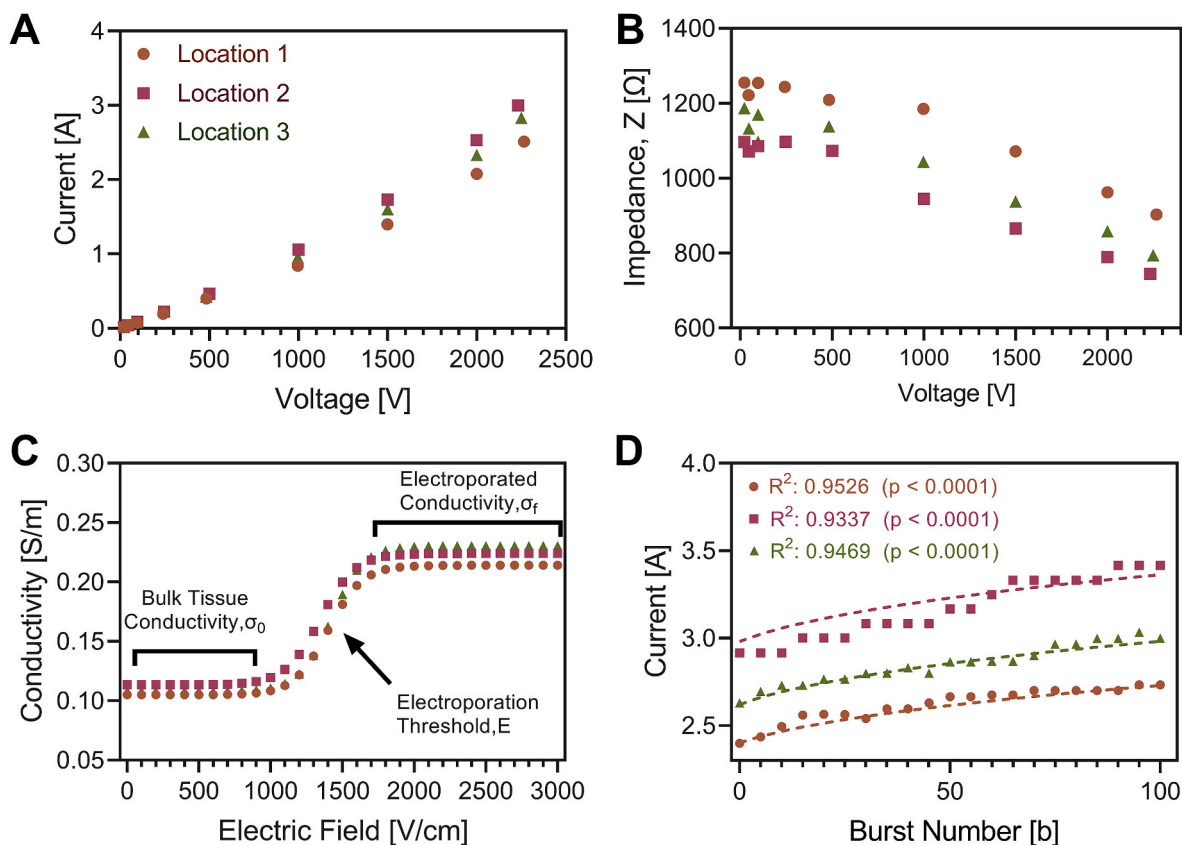 A
Current [A]
4
3
2
1
0
Location 1
Location 2
Location 3
0
500
1000
1500
2000
2500
Voltage [V]
B
Impedance, Z [Ω]
1400
1200
1000
800
600
0
500
1000
1500
2000
Voltage [V]
C
Conductivity [S/m]
0.30
0.25
0.20
0.15
0.10
0.05
Electroporated
Conductivity,σf
Bulk Tissue
Conductivity,σ0
Electroporation
Threshold,E
0
500
1000
1500
2000
2500
3000
Electric Field [V/cm]
D
Current [A]
4.0
3.5
3.0
2.5
R²: 0.9526 (p < 0.0001)
R²: 0.9337 (p < 0.0001)
R²: 0.9469 (p < 0.0001)
0
50
100
Burst Number [b]